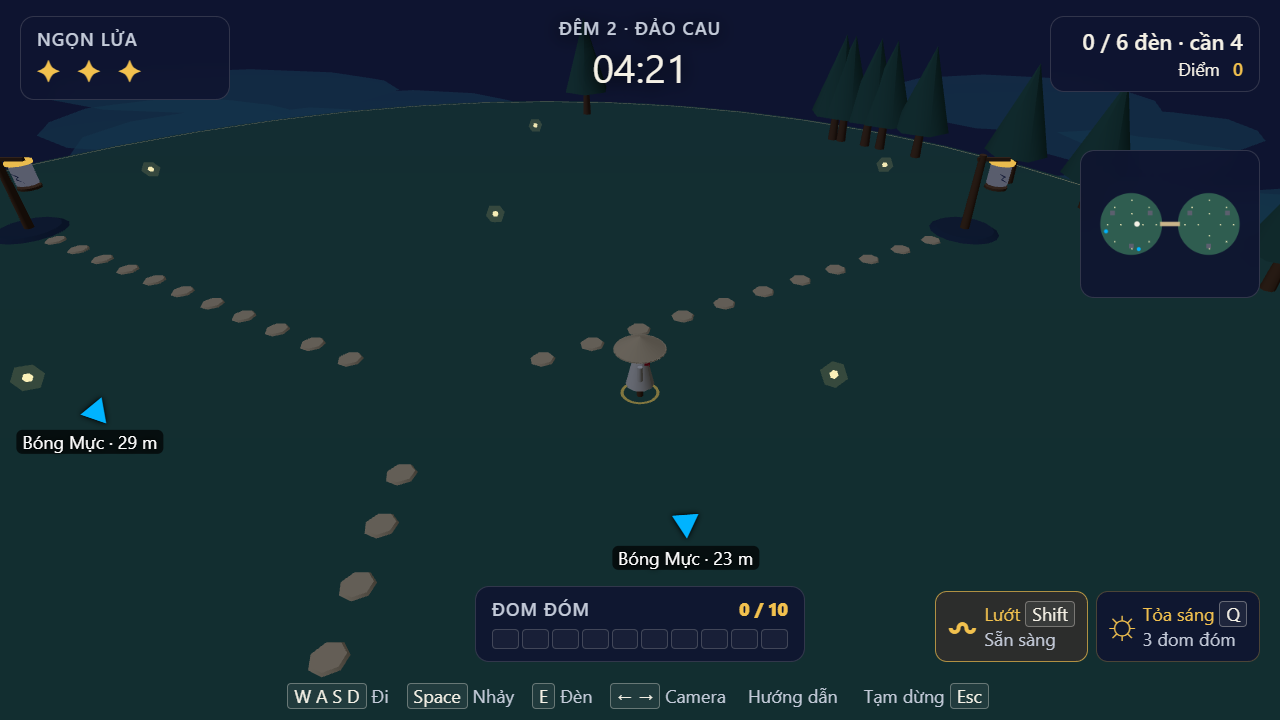 NGỌN LỬA
ĐÊM 2 · ĐẢO CAU
04:21
0 / 6 đèn · cần 4
Điểm 0
Bóng Mực · 29 m
Bóng Mực · 23 m
ĐOM ĐÓM 0 / 10
Lướt Shift
Sẵn sàng
Tỏa sáng Q
3 đom đóm
W A S D Đi Space Nhảy E Đèn ← → Camera Hướng dẫn Tạm dừng Esc